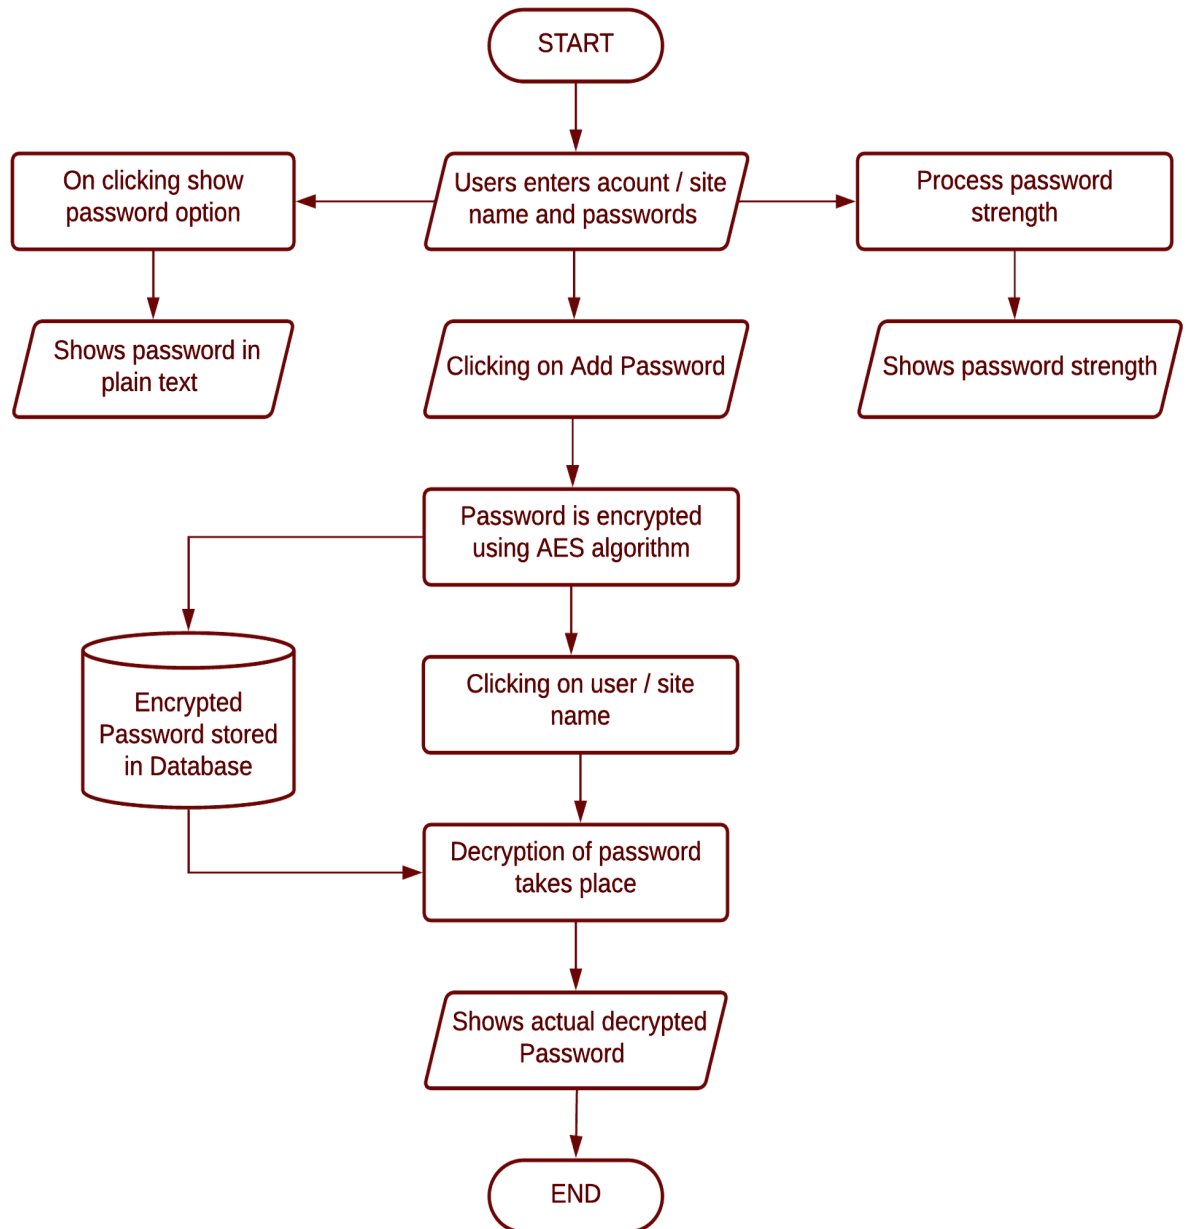 START
On clicking show
password option
Users enters acount / site
name and passwords
Process password
strength
Shows password in
plain text
Clicking on Add Password
Shows password strength
Password is encrypted
using AES algorithm
Encrypted
Password stored
in Database
Clicking on user / site
name
Decryption of password
takes place
Shows actual decrypted
Password
END